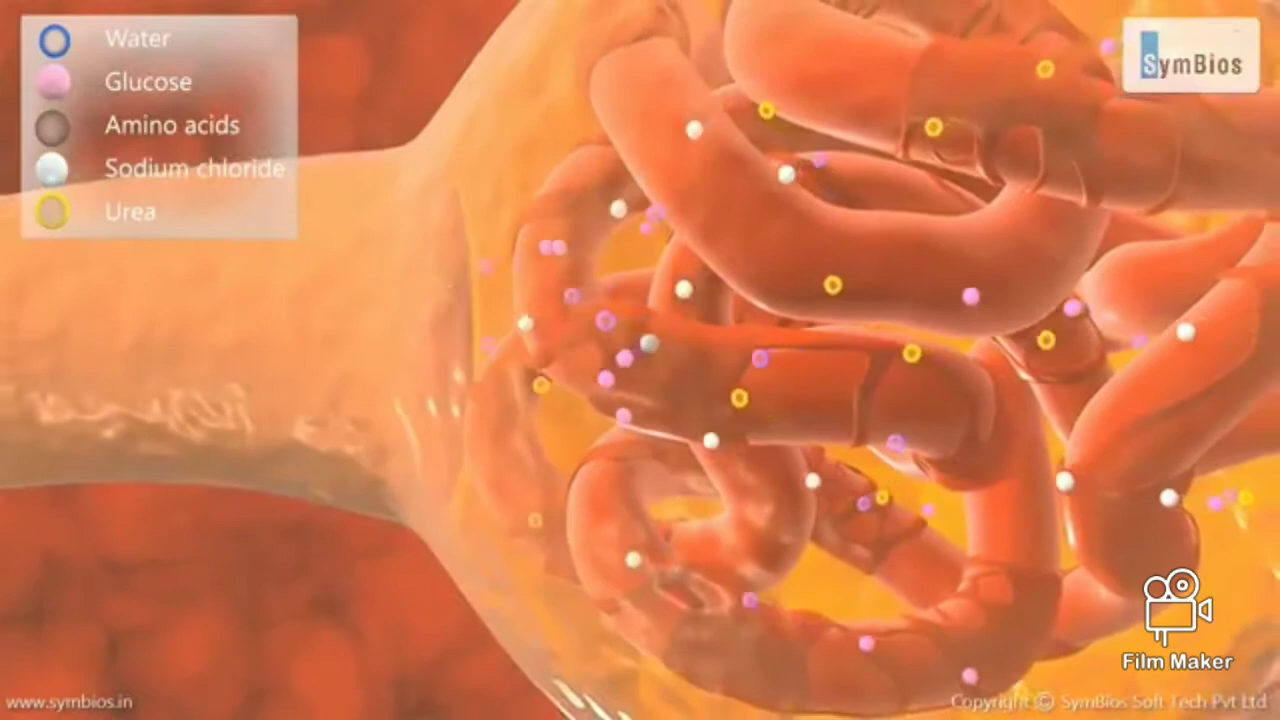 Water
Glucose
Amino acids
Sodium chloride
Urea
SymBios
Film Maker
www.symbios.in
Copyright © SymBios Soft Tech Pvt Ltd